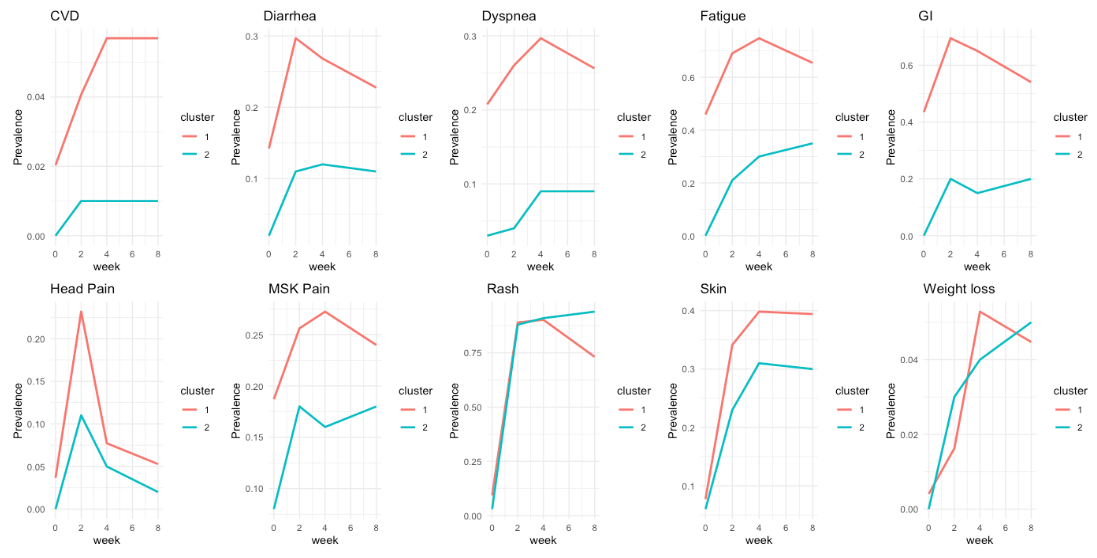 CVD
Prevalence
0.04
0.02
0.00
0 2 4 6 8
week
cluster
1
2
Diarrhea
Prevalence
0.3
0.2
0.1
0 2 4 6 8
week
cluster
1
2
Dyspnea
Prevalence
0.3
0.2
0.1
0 2 4 6 8
week
cluster
1
2
Fatigue
Prevalence
0.6
0.4
0.2
0.0
0 2 4 6 8
week
cluster
1
2
GI
Prevalence
0.6
0.4
0.2
0.0
0 2 4 6 8
week
cluster
1
2
Head Pain
Prevalence
0.20
0.15
0.10
0.05
0.00
0 2 4 6 8
week
cluster
1
2
MSK Pain
Prevalence
0.25
0.20
0.15
0.10
0 2 4 6 8
week
cluster
1
2
Rash
Prevalence
0.75
0.50
0.25
0.00
0 2 4 6 8
week
cluster
1
2
Skin
Prevalence
0.4
0.3
0.2
0.1
0 2 4 6 8
week
cluster
1
2
Weight loss
Prevalence
0.04
0.02
0.00
0 2 4 6 8
week
cluster
1
2